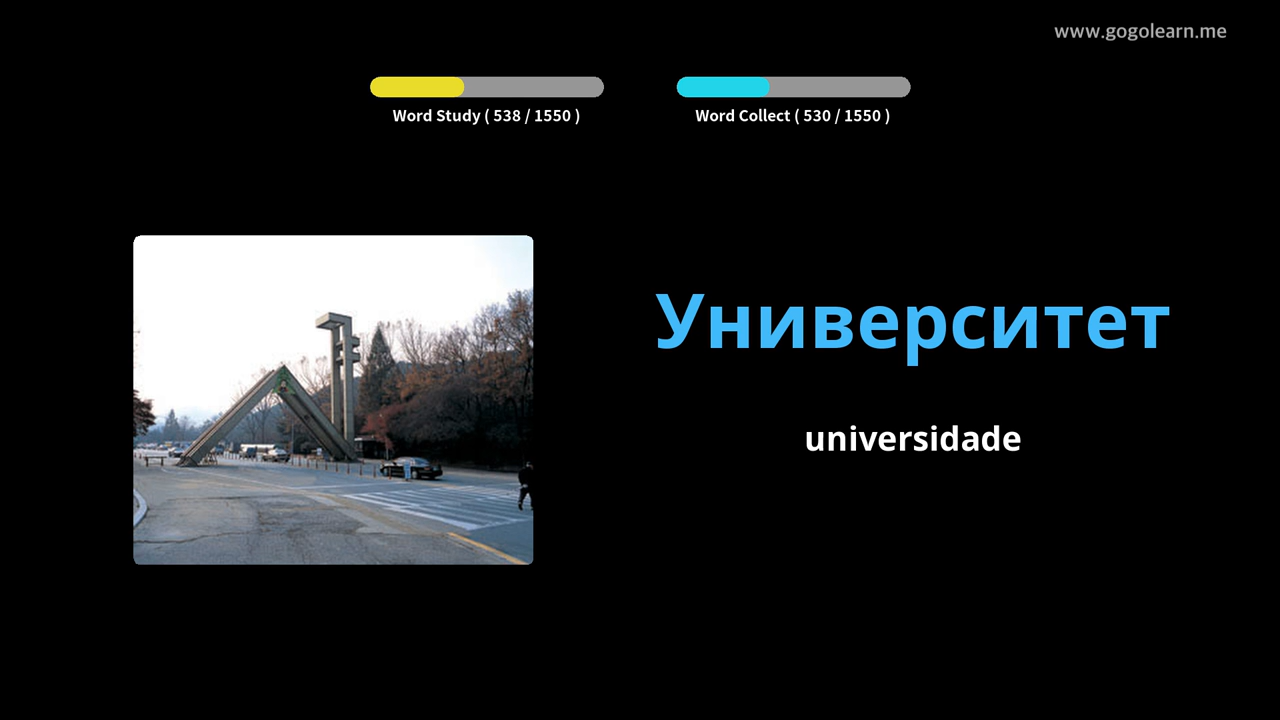 www.gogolearn.me
Word Study ( 538 / 1550 )
Word Collect ( 530 / 1550 )
Университет
universidade